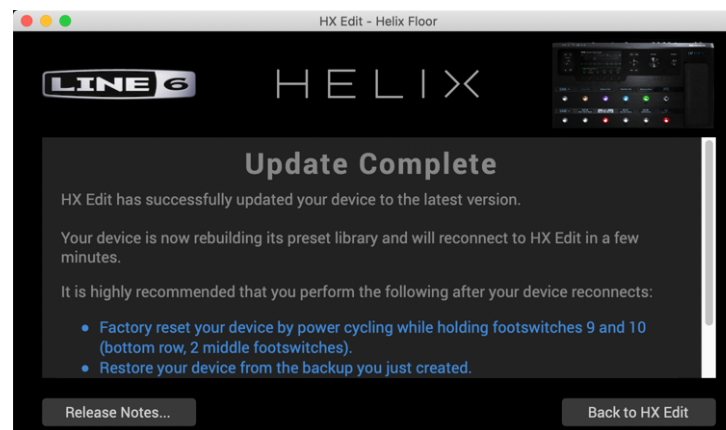 HX Edit - Helix Floor
LINE 6
HELIX
Update Complete
HX Edit has successfully updated your device to the latest version.
Your device is now rebuilding its preset library and will reconnect to HX Edit in a few
minutes.
It is highly recommended that you perform the following after your device reconnects:
● Factory reset your device by power cycling while holding footswitches 9 and 10
(bottom row, 2 middle footswitches).
● Restore your device from the backup you just created.
Release Notes...
Back to HX Edit